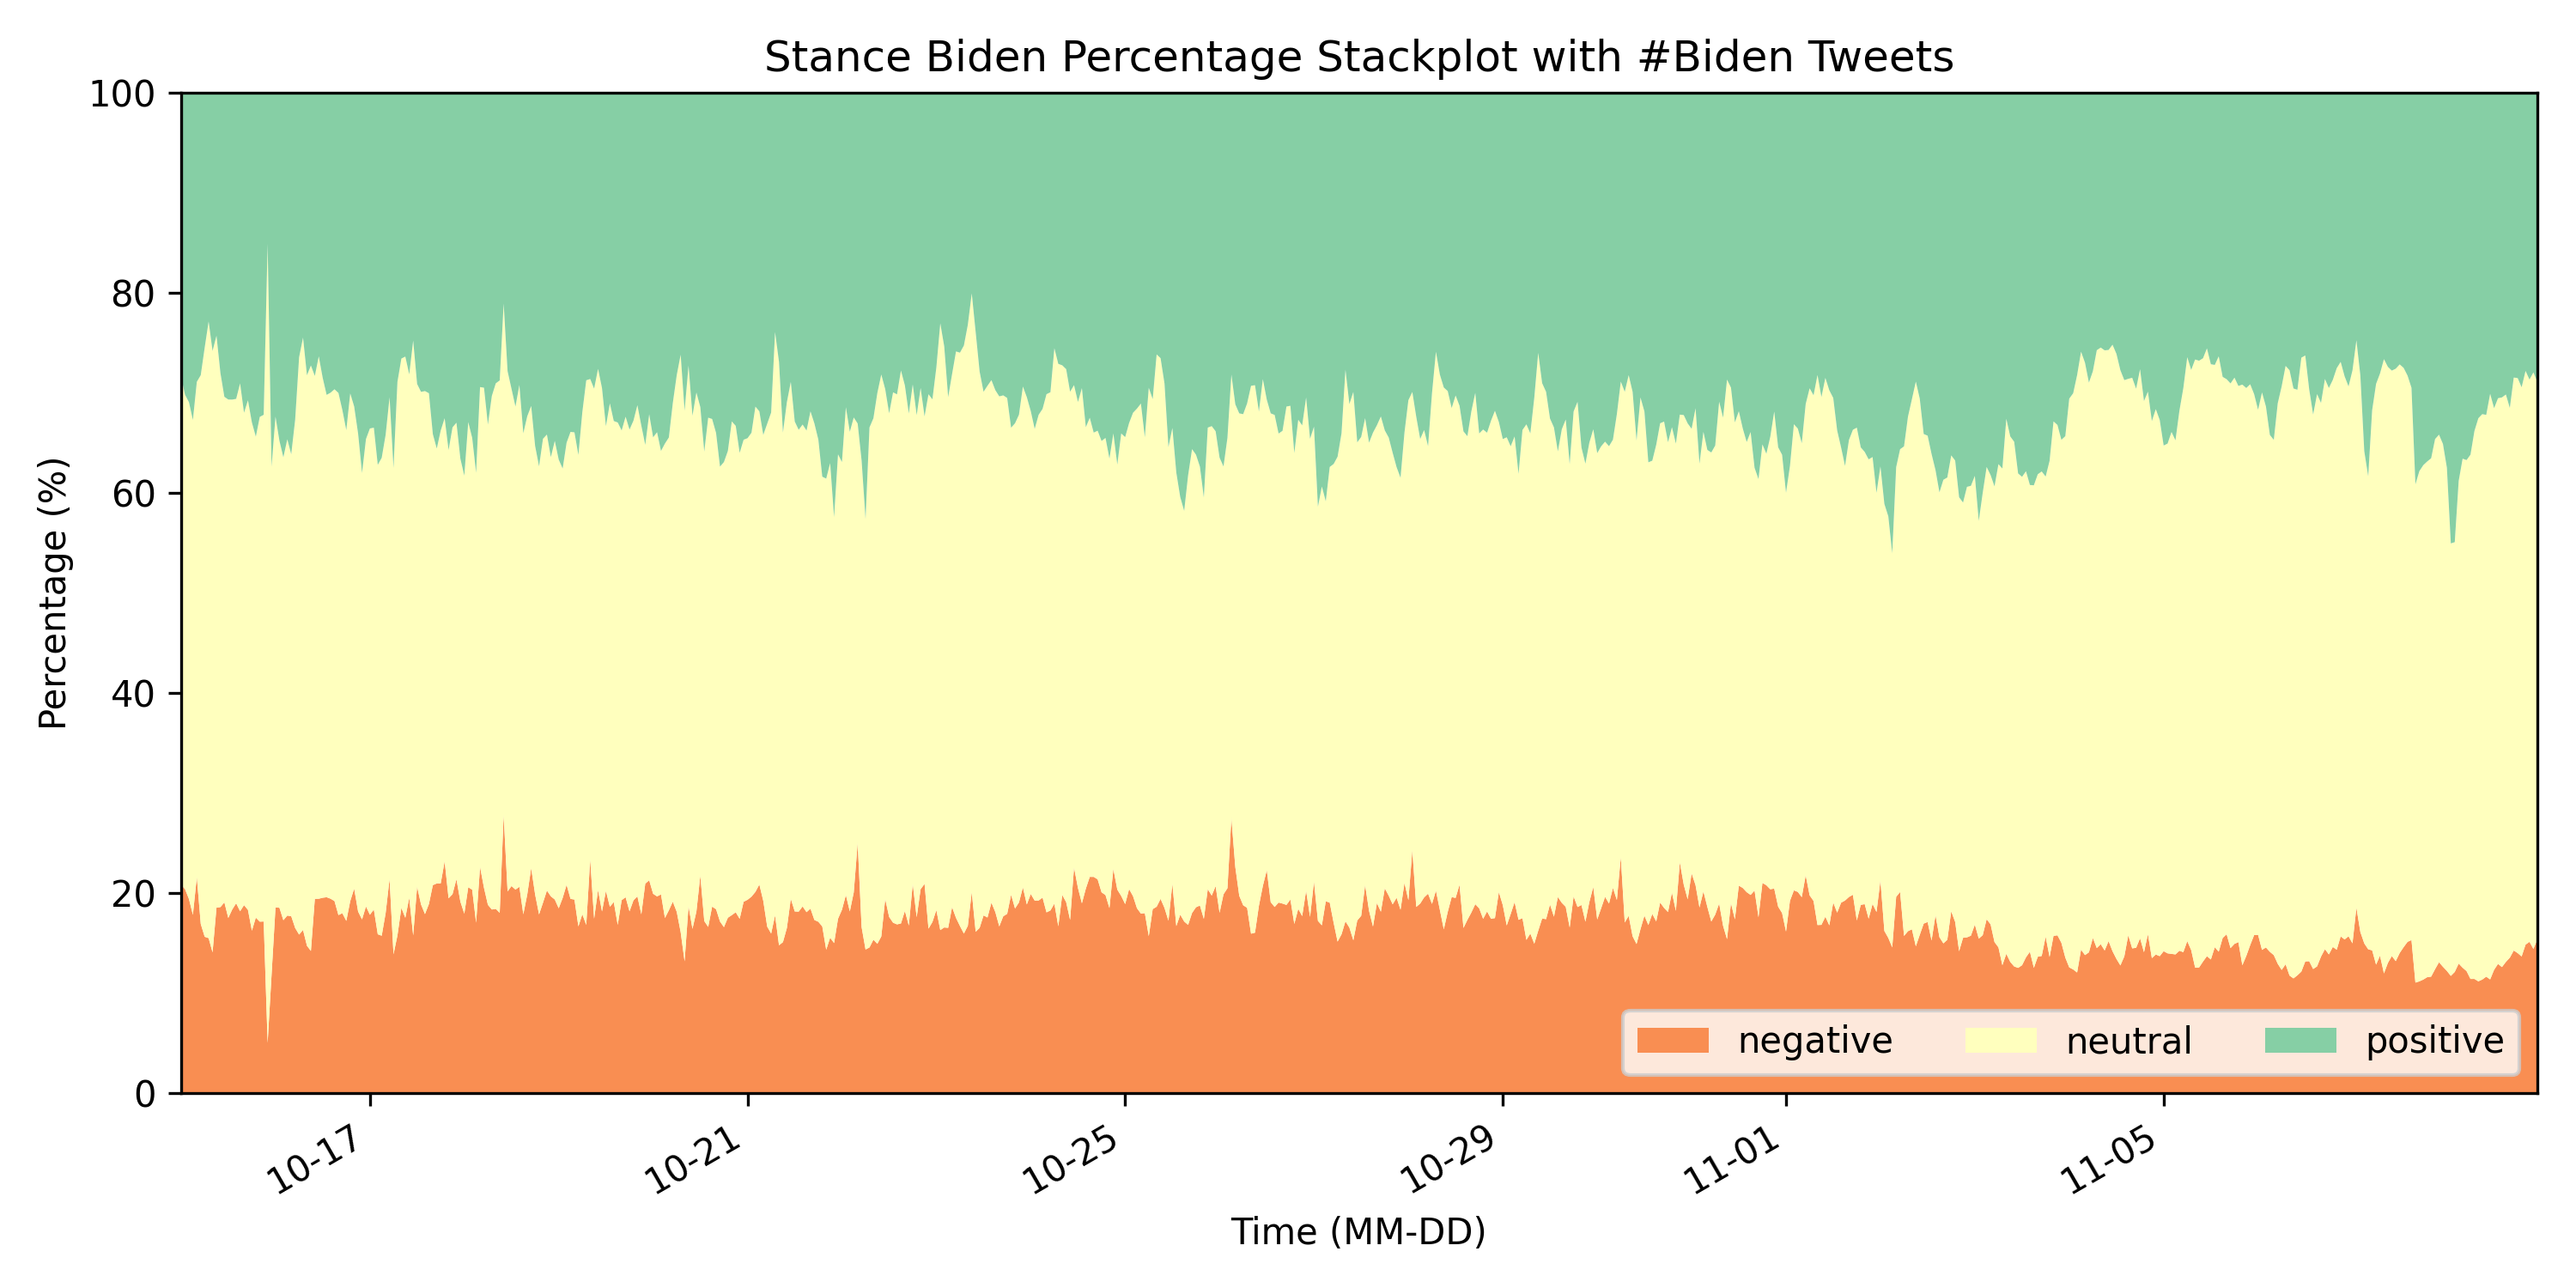 Stance Biden Percentage Stackplot with #Biden Tweets
100
80
60
40
20
0
Percentage (%)
negative neutral positive
10-17 10-21 10-25 10-29 11-01 11-05
Time (MM-DD)